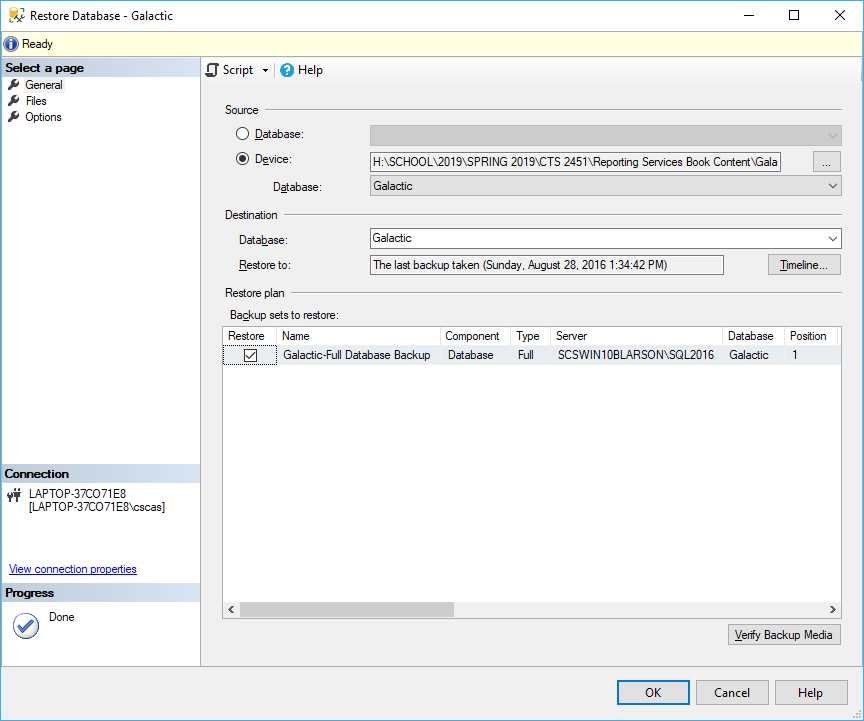 Restore Database - Galactic
Ready
Select a page
General
Files
Options
Script
Help
Source
Database:
Device:
H:\SCHOOL\2019\SPRING 2019\CTS 2451\Reporting Services Book Content\Gala
...
Database:
Galactic
Destination
Database:
Galactic
Restore to:
The last backup taken (Sunday, August 28, 2016 1:34:42 PM)
Timeline...
Restore plan
Backup sets to restore:
Restore Name Component Type Server Database Position
Galactic-Full Database Backup Database Full SCSWIN10BLARSON\SQL2016 Galactic 1
Connection
LAPTOP-37CO71E8
[LAPTOP-37CO71E8\cscas]
View connection properties
Progress
Done
Verify Backup Media
OK
Cancel
Help